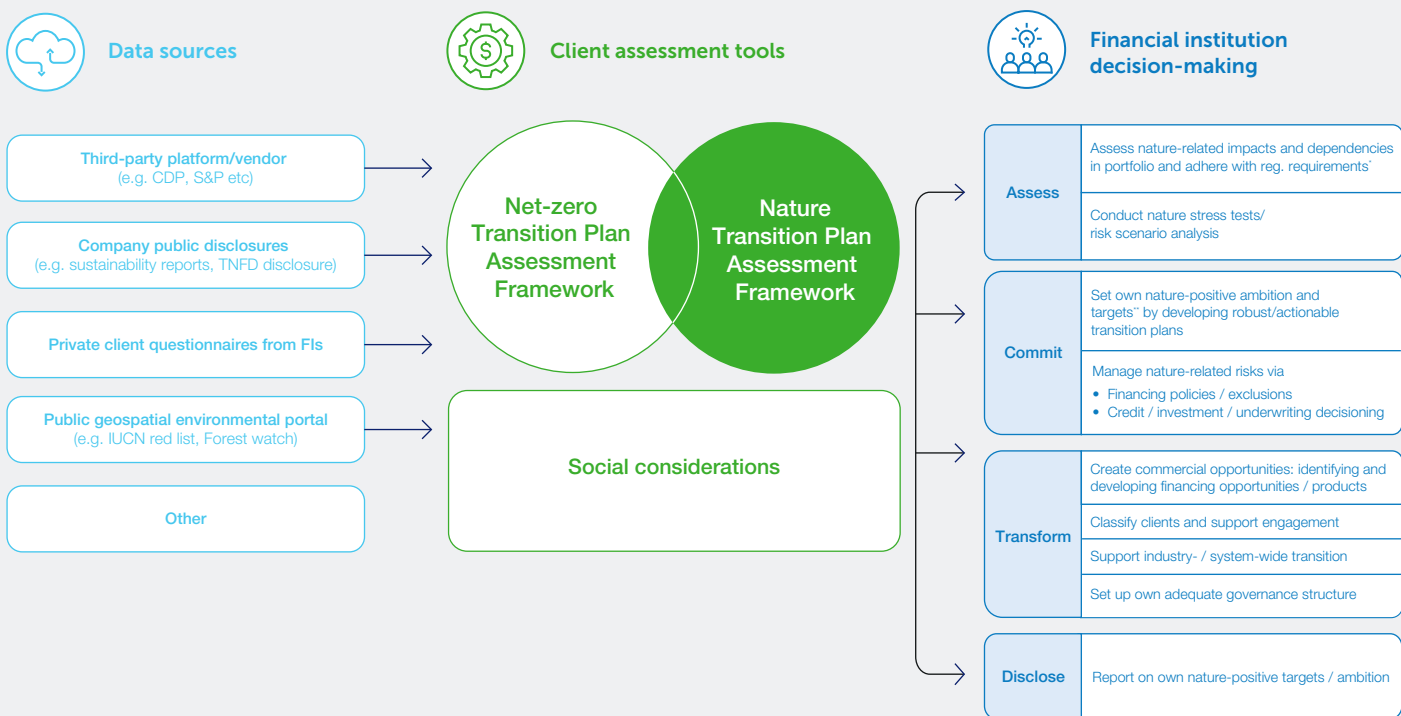 Data sources
Client assessment tools
Financial institution
decision-making
Third-party platform/vendor
(e.g. CDP, S&P etc)
Company public disclosures
(e.g. sustainability reports, TNFD disclosure)
Private client questionnaires from FIs
Public geospatial environmental portal
(e.g. IUCN red list, Forest watch)
Other
Net-zero
Transition Plan
Assessment
Framework
Nature
Transition Plan
Assessment
Framework
Social considerations
Assess
Assess nature-related impacts and dependencies
in portfolio and adhere with reg. requirements*
Conduct nature stress tests/
risk scenario analysis
Commit
Set own nature-positive ambition and
targets** by developing robust/actionable
transition plans
Manage nature-related risks via
• Financing policies / exclusions
• Credit / investment / underwriting decisioning
Transform
Create commercial opportunities: identifying and
developing financing opportunities / products
Classify clients and support engagement
Support industry- / system-wide transition
Set up own adequate governance structure
Disclose
Report on own nature-positive targets / ambition
$